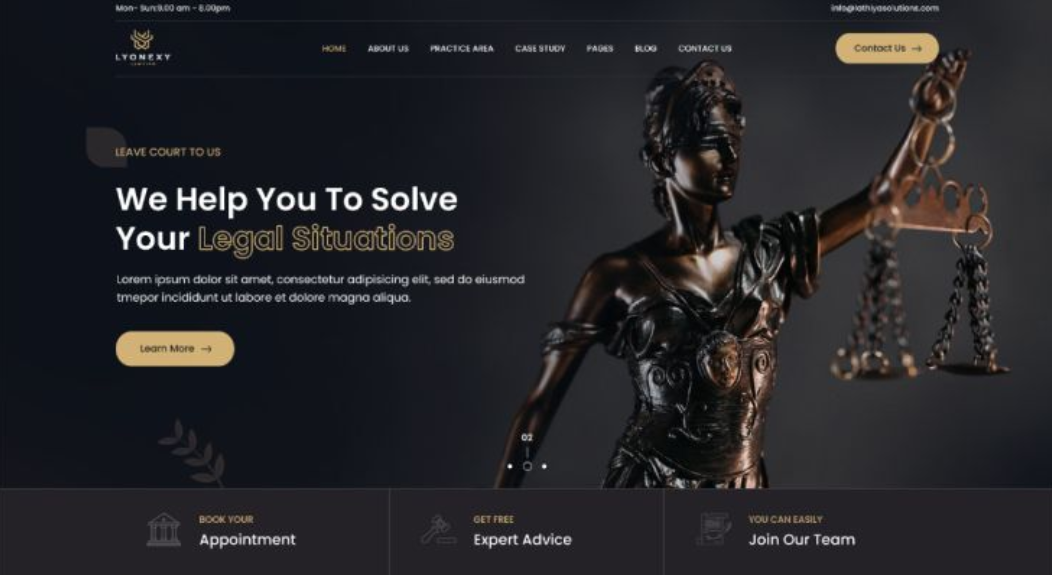 Mon- Sun:9.00 am - 8.00pm
info@lathiyasolutions.com
LYONEXY
HOME ABOUT US PRACTICE AREA CASE STUDY PAGES BLOG CONTACT US
Contact Us →
LEAVE COURT TO US
We Help You To Solve
Your Legal Situations
Lorem ipsum dolor sit amet, consectetur adipisicing elit, sed do eiusmod
tmepor incididunt ut labore et dolore magna aliqua.
Learn More →
02
BOOK YOUR
Appointment
GET FREE
Expert Advice
YOU CAN EASILY
Join Our Team